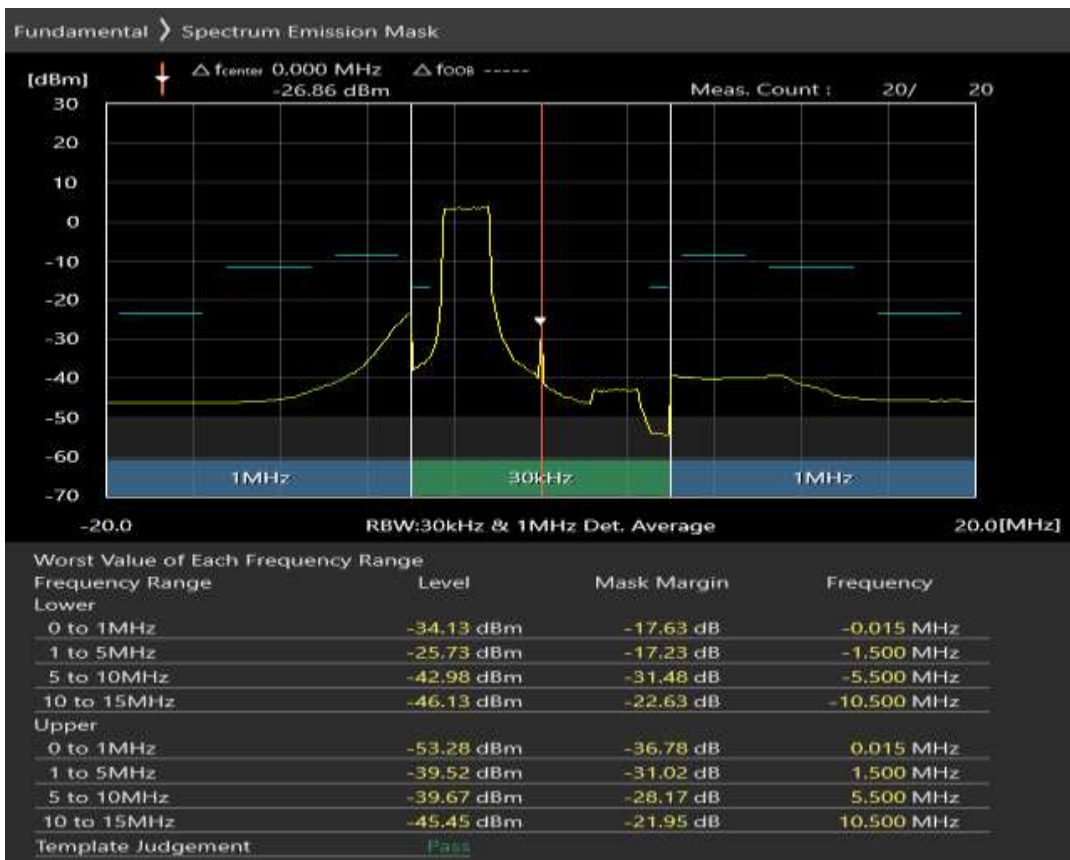 Fundamental ❯ Spectrum Emission Mask
[dBm] △ fcenter 0.000 MHz △ fOOB -----
-26.86 dBm Meas. Count : 20/ 20
30
20
10
0
-10
-20
-30
-40
-50
-60
1MHz 30kHz 1MHz
-70
-20.0 RBW:30kHz & 1MHz Det. Average 20.0[MHz]
Worst Value of Each Frequency Range
Frequency Range Level Mask Margin Frequency
Lower
0 to 1MHz -34.13 dBm -17.63 dB -0.015 MHz
1 to 5MHz -25.73 dBm -17.23 dB -1.500 MHz
5 to 10MHz -42.98 dBm -31.48 dB -5.500 MHz
10 to 15MHz -46.13 dBm -22.63 dB -10.500 MHz
Upper
0 to 1MHz -53.28 dBm -36.78 dB 0.015 MHz
1 to 5MHz -39.52 dBm -31.02 dB 1.500 MHz
5 to 10MHz -39.67 dBm -28.17 dB 5.500 MHz
10 to 15MHz -45.45 dBm -21.95 dB 10.500 MHz
Template Judgement Pass